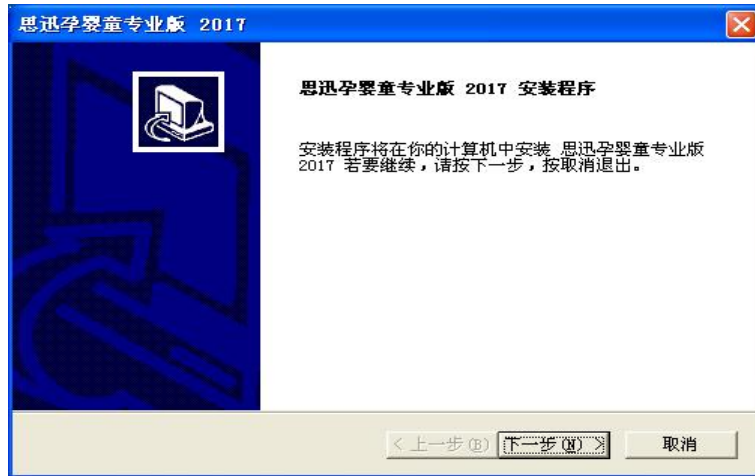 思迅孕婴童专业版 2017
思迅孕婴童专业版 2017 安装程序
安装程序将在你的计算机中安装 思迅孕婴童专业版
2017 若要继续，请按下一步，按取消退出。
< 上一步(B) 下一步(N) > 取消